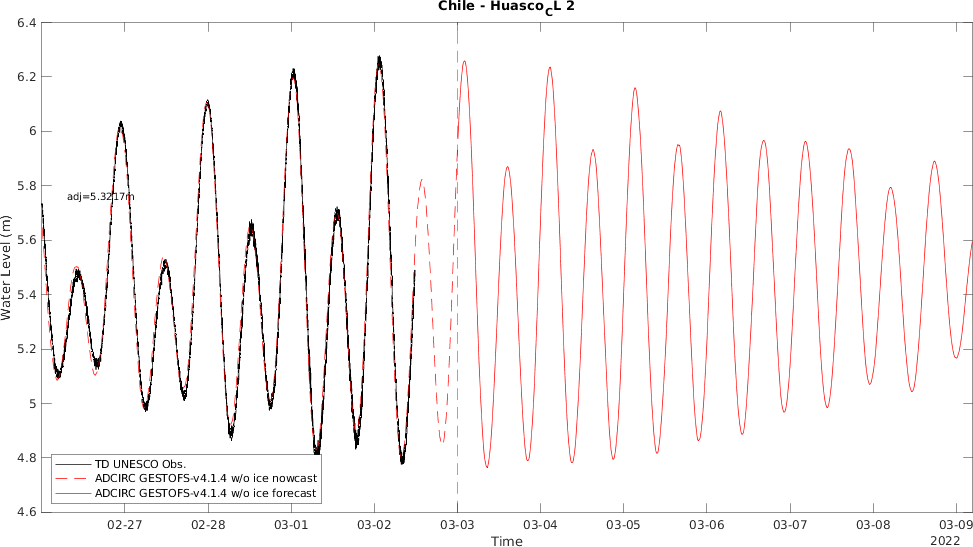 Chile - Huasco_CL 2
6.4
6.2
6
5.8
5.6
5.4
5.2
5
4.8
4.6
Water Level (m)
adj=5.3217m
TD UNESCO Obs.
ADCIRC GESTOFS-v4.1.4 w/o ice nowcast
ADCIRC GESTOFS-v4.1.4 w/o ice forecast
02-27 02-28 03-01 03-02 03-03 03-04 03-05 03-06 03-07 03-08 03-09
Time
2022